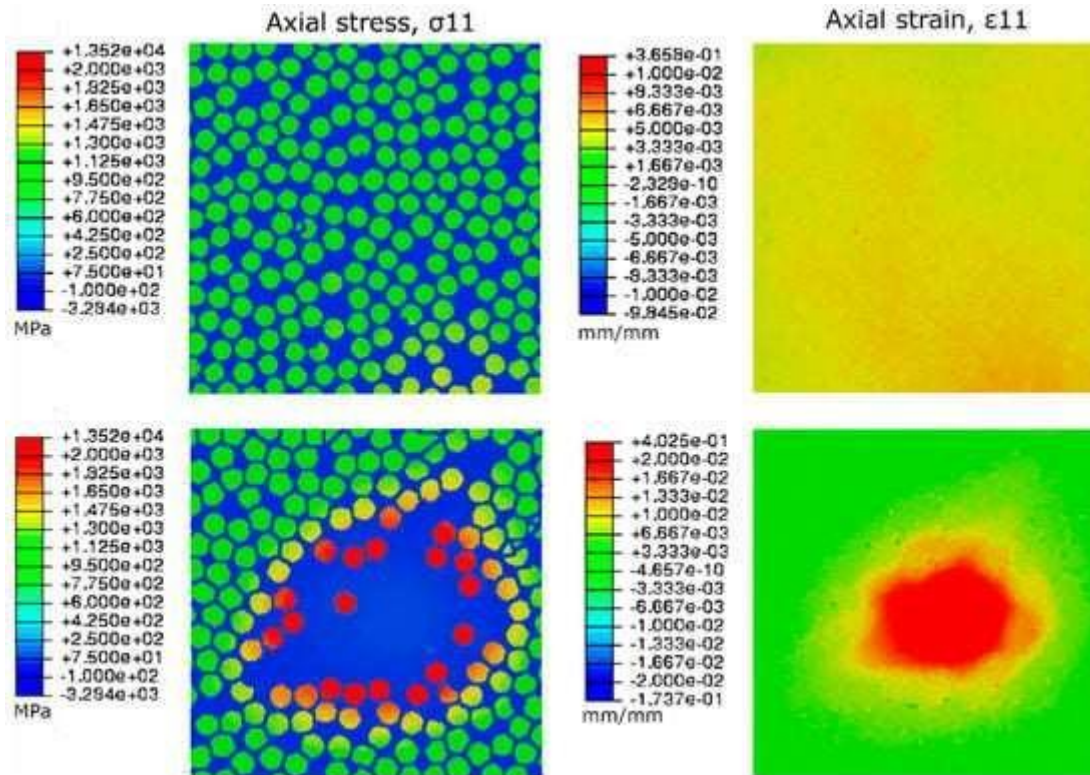 Axial stress, σ11
Axial strain, ε11
+1.352e+04
+2.000e+03
+1.825e+03
+1.650e+03
+1.475e+03
+1.300e+03
+1.125e+03
+9.500e+02
+7.750e+02
+6.000e+02
+4.250e+02
+2.500e+02
+7.500e+01
-1.000e+02
-3.284e+03
MPa
+3.658e-01
+1.000e-02
+8.333e-03
+6.667e-03
+5.000e-03
+3.333e-03
+1.667e-03
-2.329e-10
-1.667e-03
-3.333e-03
-5.000e-03
-6.667e-03
-8.333e-03
-1.000e-02
-9.845e-02
mm/mm
+1.352e+04
+2.000e+03
+1.825e+03
+1.650e+03
+1.475e+03
+1.300e+03
+1.125e+03
+9.500e+02
+7.750e+02
+6.000e+02
+4.250e+02
+2.500e+02
+7.500e+01
-1.000e+02
-3.294e+03
MPa
+4.025e-01
+2.000e-02
+1.667e-02
+1.333e-02
+1.000e-02
+6.667e-03
+3.333e-03
-4.657e-10
-3.333e-03
-6.667e-03
-1.000e-02
-1.333e-02
-1.667e-02
-2.000e-02
-1.737e-01
mm/mm